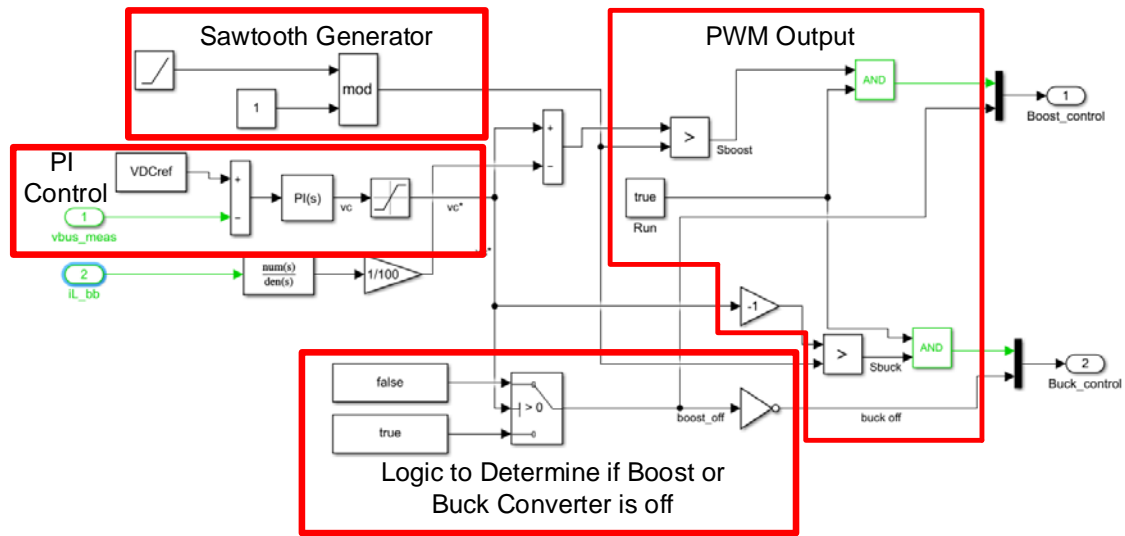 Sawtooth Generator
mod
1
PWM Output
AND
1
Boost_control
+
−
>
Sboost
PI
Control
VDCref
+
−
PI(s)
vc
vc*
1
vbus_meas
true
Run
2
iL_bb
num(s)
den(s)
1/100
-1
>
Sbuck
AND
2
Buck_control
false
> 0
true
boost_off
buck off
Logic to Determine if Boost or
Buck Converter is off